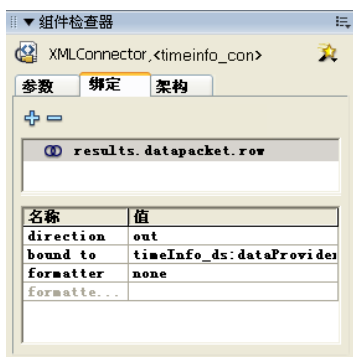 组件检查器
XMLConnector,<timeinfo_con>
参数 绑定 架构
results.datapacket.row
名称 值
direction out
bound to timeInfo_ds:dataProvider
formatter none
formatte...